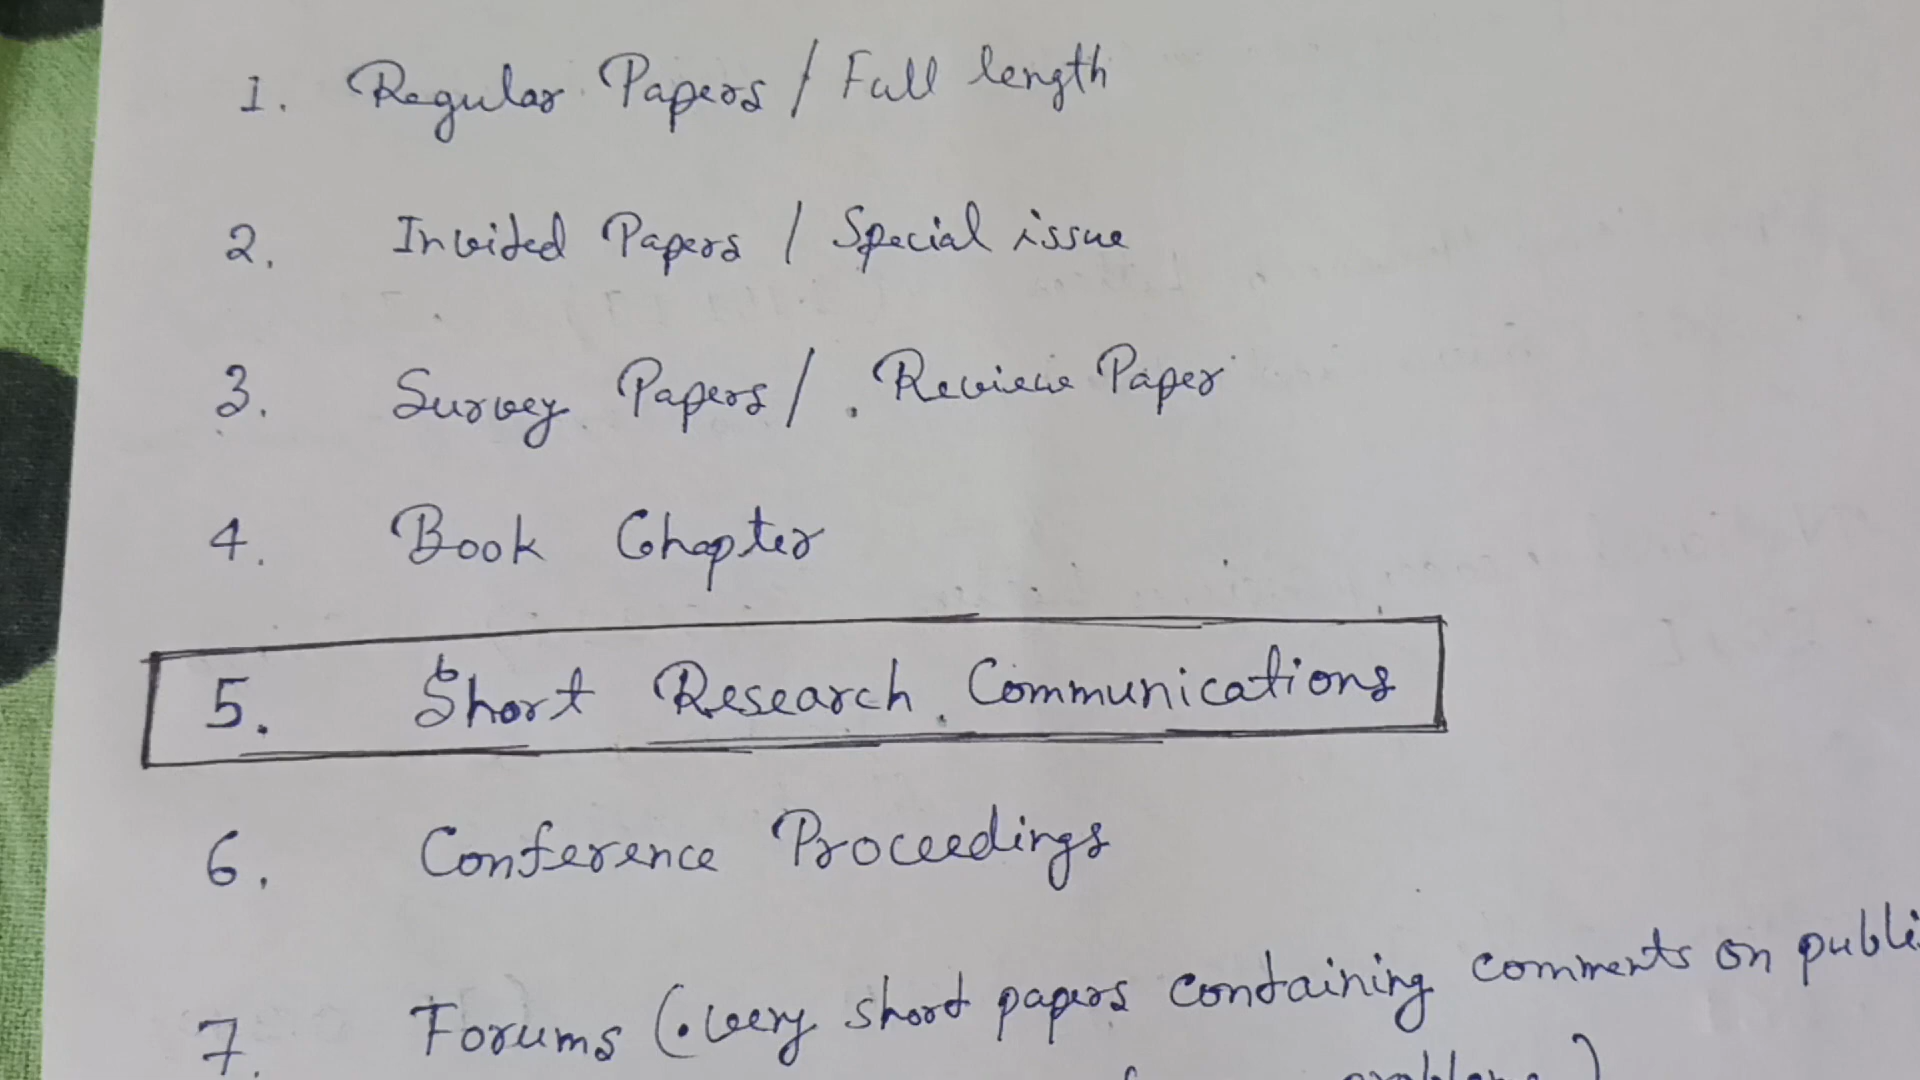 1. Regular Papers / Full length
2. Invited Papers / Special issue
3. Survey Papers / Review Paper
4. Book Chapter
5. Short Research Communications
6. Conference Proceedings
7. Forums (very short papers containing comments on publi